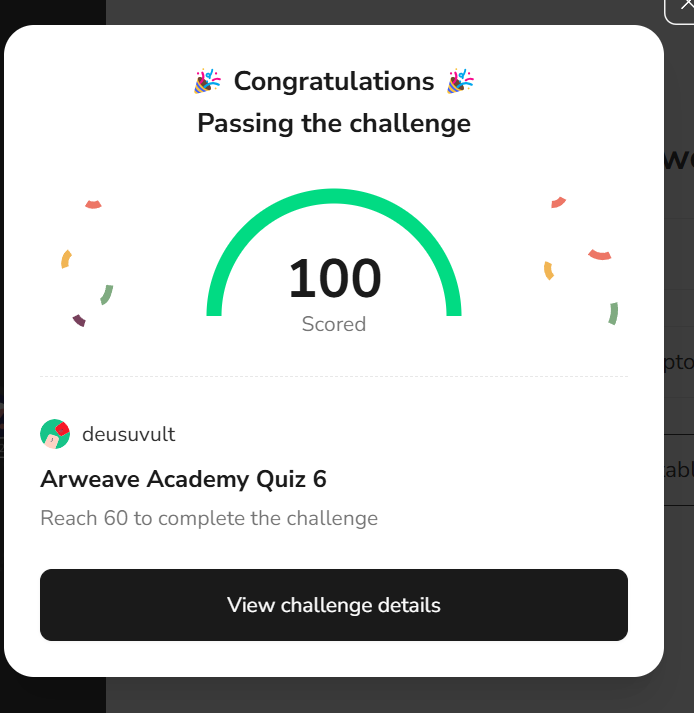 Congratulations
Passing the challenge
100
Scored
deusuvult
Arweave Academy Quiz 6
Reach 60 to complete the challenge
View challenge details